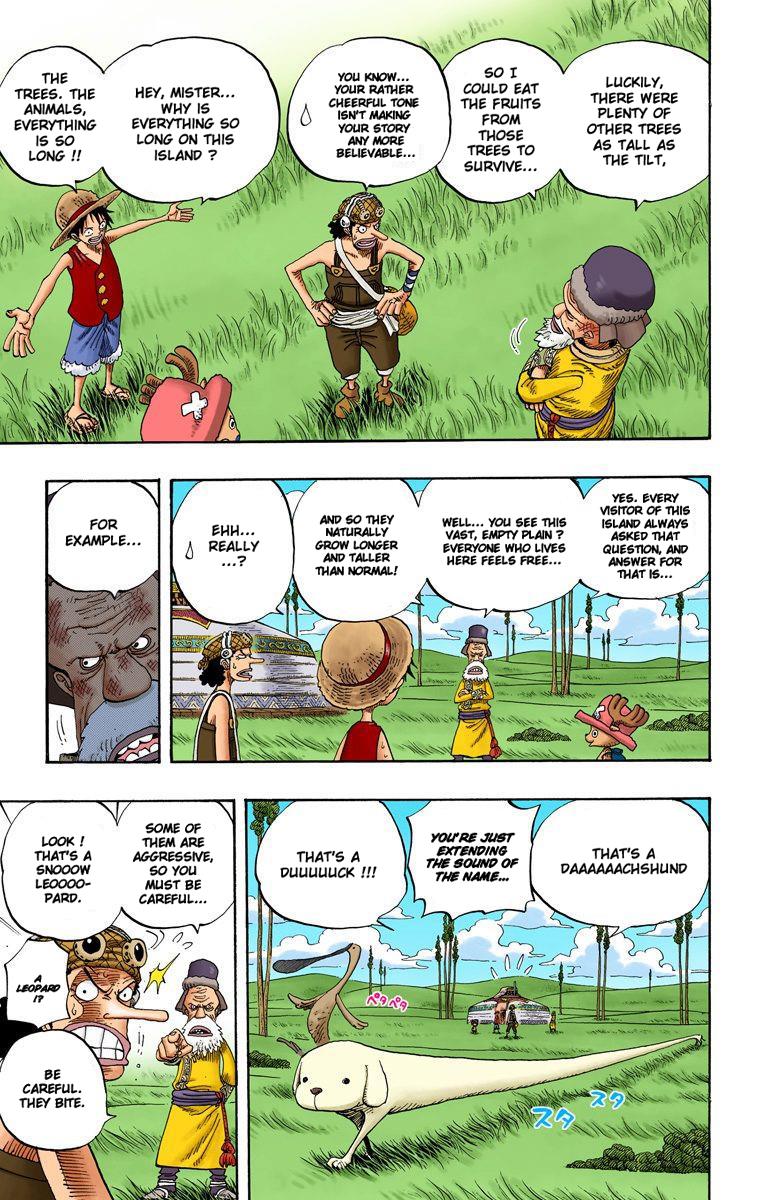 LUCKILY,
THERE WERE
PLENTY OF
OTHER TREES
AS TALL AS
THE TILT,
SO I
COULD EAT
THE FRUITS
FROM
THOSE
TREES TO
SURVIVE...
YOU KNOW...
YOUR RATHER
CHEERFUL TONE
ISN'T MAKING
YOUR STORY
ANY MORE
BELIEVABLE...
HEY, MISTER...
WHY IS
EVERYTHING SO
LONG ON THIS
ISLAND ?
THE
TREES. THE
ANIMALS,
EVERYTHING
IS SO
LONG !!
YES. EVERY
VISITOR OF THIS
ISLAND ALWAYS
ASKED THAT
QUESTION, AND
ANSWER FOR
THAT IS...
WELL... YOU SEE THIS
VAST, EMPTY PLAIN ?
EVERYONE WHO LIVES
HERE FEELS FREE...
AND SO THEY
NATURALLY
GROW LONGER
AND TALLER
THAN NORMAL!
EHH...
REALLY
...?
FOR
EXAMPLE...
THAT'S A
DAAAAAACHSHUND
YOU'RE JUST
EXTENDING
THE SOUND OF
THE NAME...
THAT'S A
DUUUUUUCK !!!
ペタペタ
スタ
スタ
SOME OF
THEM ARE
AGGRESSIVE,
SO YOU
MUST BE
CAREFUL...
LOOK !
THAT'S A
SNOOOW
LEOOOO-
PARD.
A
LEOPARD
!?
BE
CAREFUL.
THEY BITE.